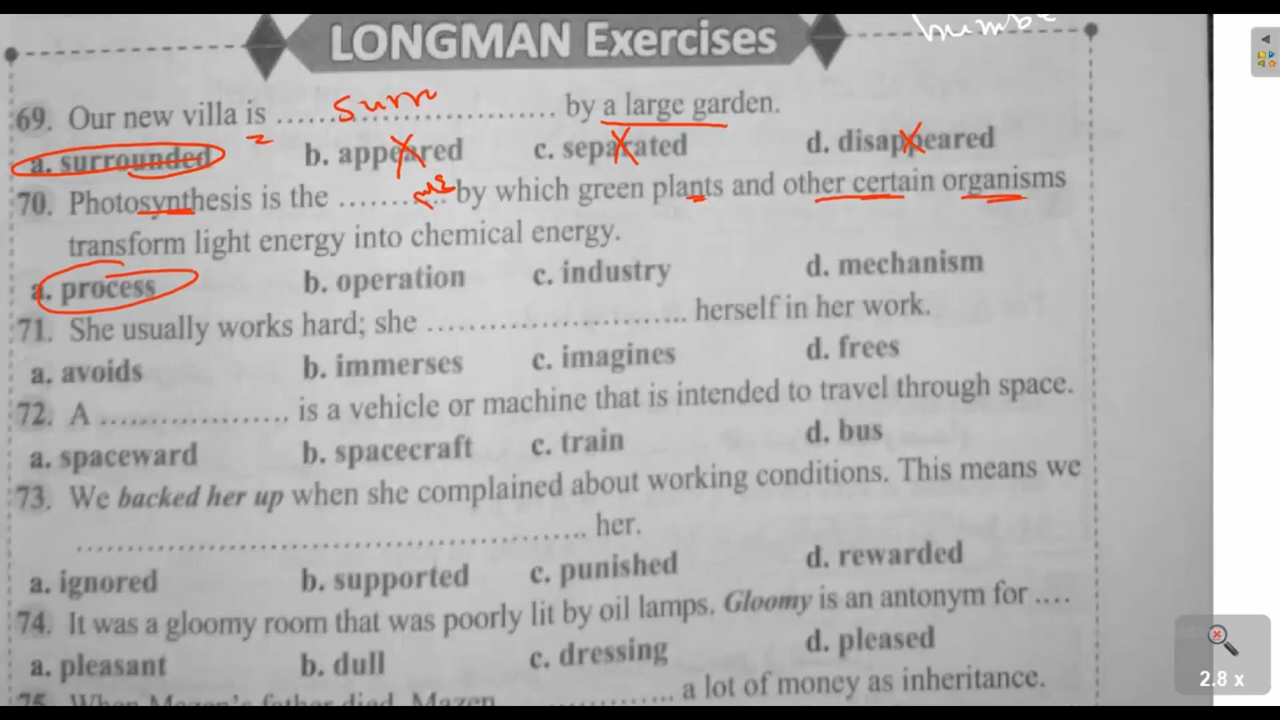 LONGMAN Exercises
69. Our new villa is ...... surr .................. by a large garden.
a. surrounded b. appeared c. separated d. disappeared
70. Photosynthesis is the .............. by which green plants and other certain organisms
transform light energy into chemical energy.
a. process b. operation c. industry d. mechanism
71. She usually works hard; she .......................... herself in her work.
a. avoids b. immerses c. imagines d. frees
72. A ................... is a vehicle or machine that is intended to travel through space.
a. spaceward b. spacecraft c. train d. bus
73. We backed her up when she complained about working conditions. This means we
.................................................... her.
a. ignored b. supported c. punished d. rewarded
74. It was a gloomy room that was poorly lit by oil lamps. Gloomy is an antonym for ....
a. pleasant b. dull c. dressing d. pleased
75. When Mazen's father died, Mazen ..................... a lot of money as inheritance.
2.8 x